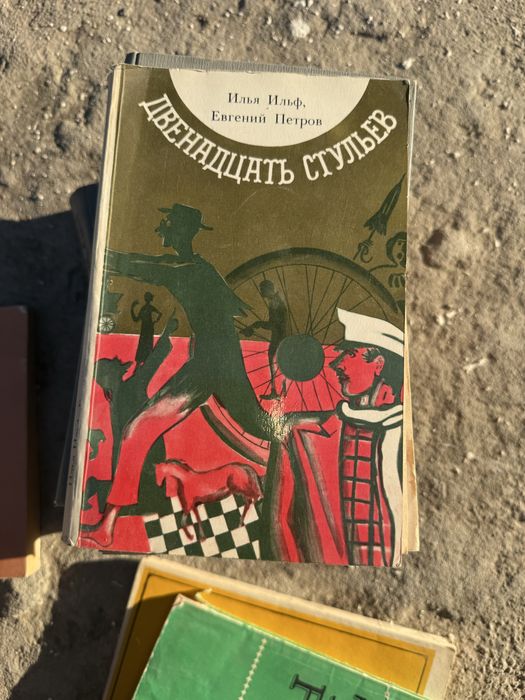 Илья Ильф,
Евгений Петров
ДВЕНАДЦАТЬ СТУЛЬЕВ